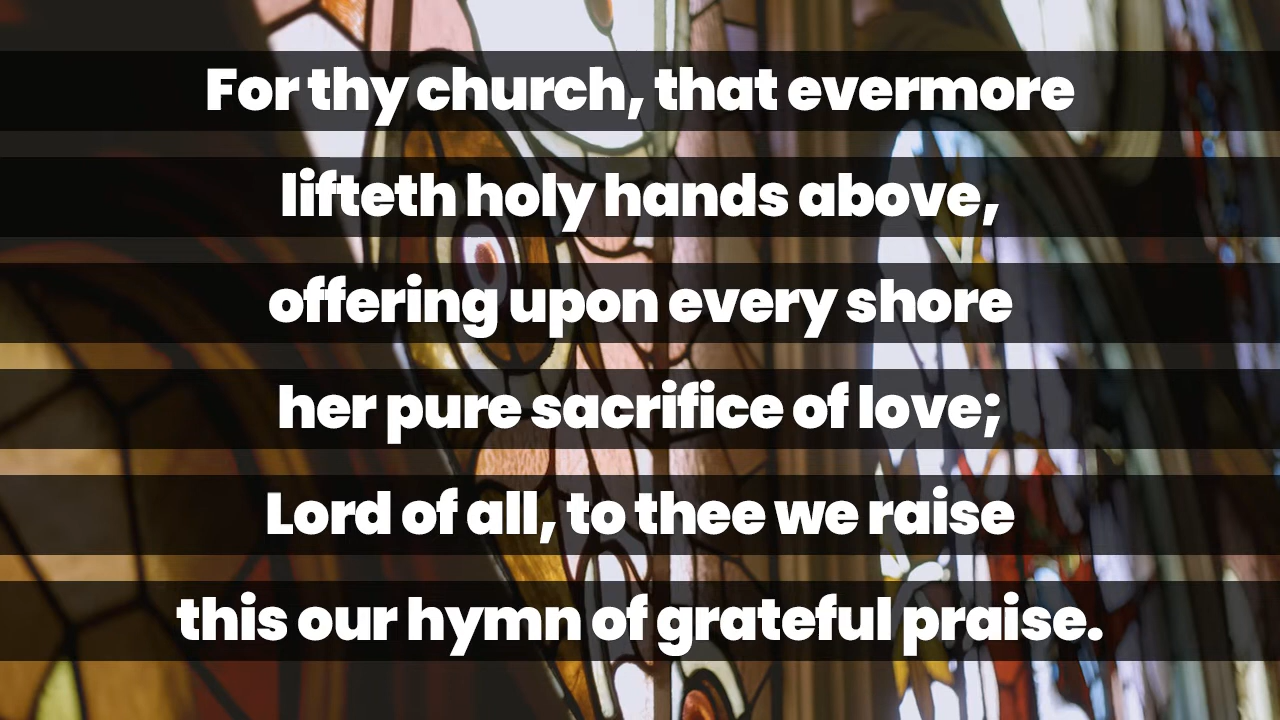 For thy church, that evermore
lifteth holy hands above,
offering upon every shore
her pure sacrifice of love;
Lord of all, to thee we raise
this our hymn of grateful praise.